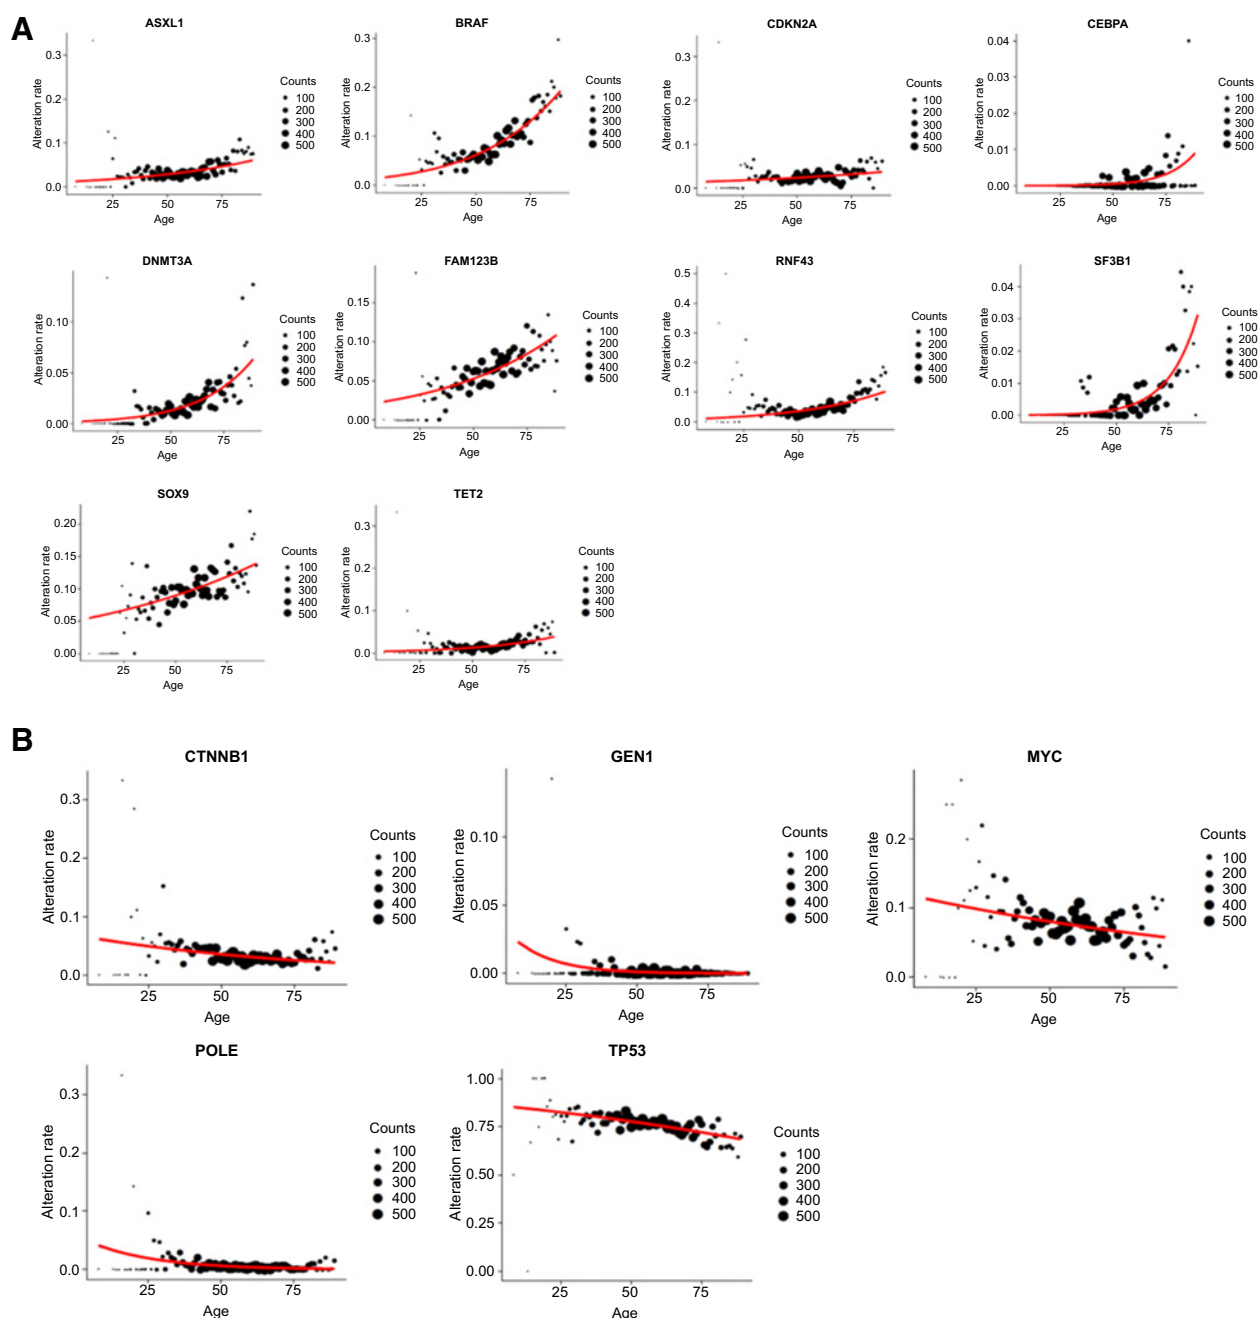 A
ASXL1
Alteration rate
0.3
0.2
0.1
0.0
25
50
75
Age
Counts
100
200
300
400
500
BRAF
Alteration rate
0.3
0.2
0.1
0.0
25
50
75
Age
Counts
100
200
300
400
500
CDKN2A
Alteration rate
0.3
0.2
0.1
0.0
25
50
75
Age
Counts
100
200
300
400
500
CEBPA
Alteration rate
0.04
0.03
0.02
0.01
0.00
25
50
75
Age
Counts
100
200
300
400
500
DNMT3A
Alteration rate
0.10
0.05
0.00
25
50
75
Age
Counts
100
200
300
400
500
FAM123B
Alteration rate
0.15
0.10
0.05
0.00
25
50
75
Age
Counts
100
200
300
400
500
RNF43
Alteration rate
0.5
0.4
0.3
0.2
0.1
0.0
25
50
75
Age
Counts
100
200
300
400
500
SF3B1
Alteration rate
0.04
0.02
0.01
0.00
25
50
75
Age
Counts
100
200
300
400
500
SOX9
Alteration rate
0.20
0.15
0.10
0.05
0.00
25
50
75
Age
Counts
100
200
300
400
500
TET2
Alteration rate
0.3
0.2
0.1
0.0
25
50
75
Age
Counts
100
200
300
400
500
B
CTNNB1
Alteration rate
0.3
0.2
0.1
0.0
25
50
75
Age
Counts
100
200
300
400
500
GEN1
Alteration rate
0.10
0.05
0.00
25
50
75
Age
Counts
100
200
300
400
500
MYC
Alteration rate
0.2
0.1
0.0
25
50
75
Age
Counts
100
200
300
400
500
POLE
Alteration rate
0.3
0.2
0.1
0.0
25
50
75
Age
Counts
100
200
300
400
500
TP53
Alteration rate
1.00
0.75
0.50
0.25
0.00
25
50
75
Age
Counts
100
200
300
400
500